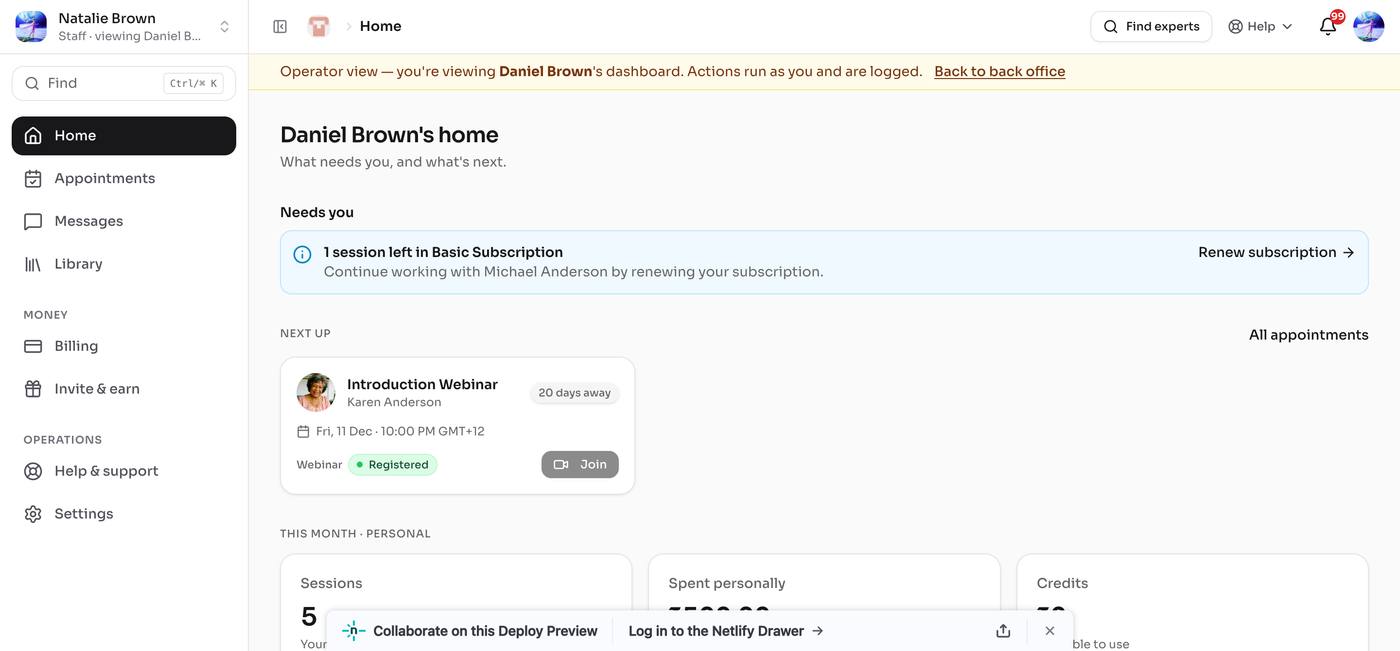 Natalie Brown
Staff · viewing Daniel B...
Find
Ctrl/⌘ K
Home
Appointments
Messages
Library
MONEY
Billing
Invite & earn
OPERATIONS
Help & support
Settings
Home
Find experts
Help
99
Operator view — you're viewing Daniel Brown's dashboard. Actions run as you and are logged. Back to back office
Daniel Brown's home
What needs you, and what's next.
Needs you
1 session left in Basic Subscription
Continue working with Michael Anderson by renewing your subscription.
Renew subscription →
NEXT UP
All appointments
Introduction Webinar
Karen Anderson
20 days away
Fri, 11 Dec · 10:00 PM GMT+12
Webinar
Registered
Join
THIS MONTH · PERSONAL
Sessions
5
Spent personally
Credits
Collaborate on this Deploy Preview
Log in to the Netlify Drawer →
to use